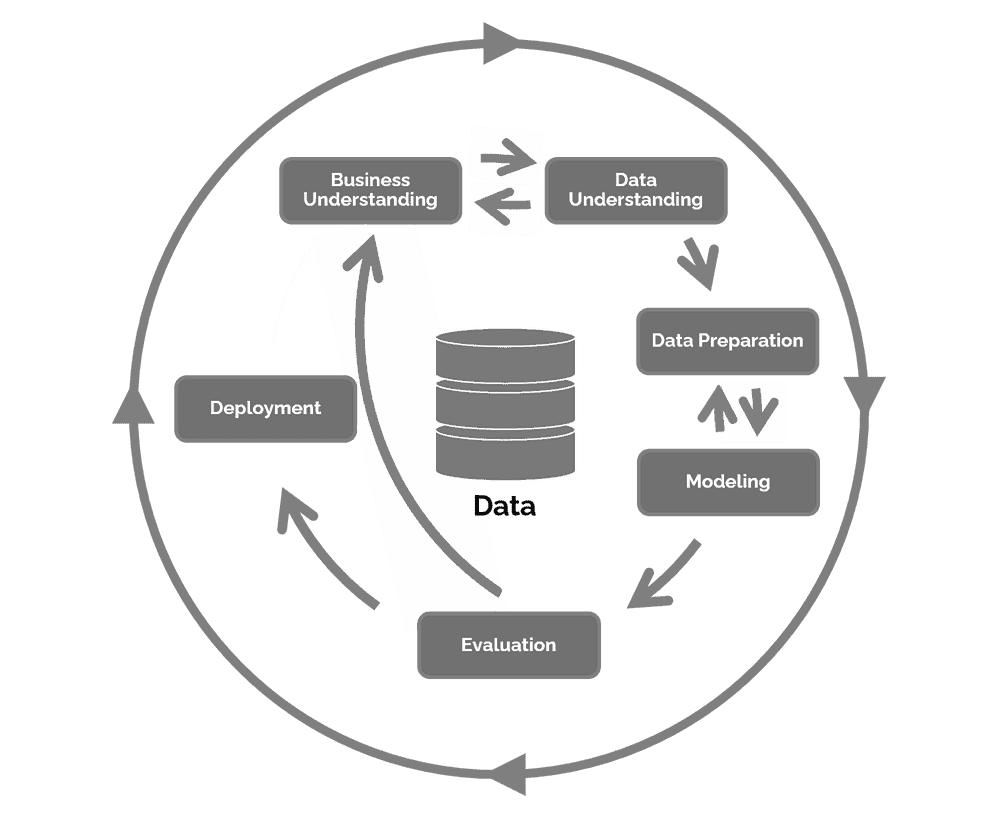 Business
Understanding
Data
Understanding
Data Preparation
Deployment
Modeling
Data
Evaluation